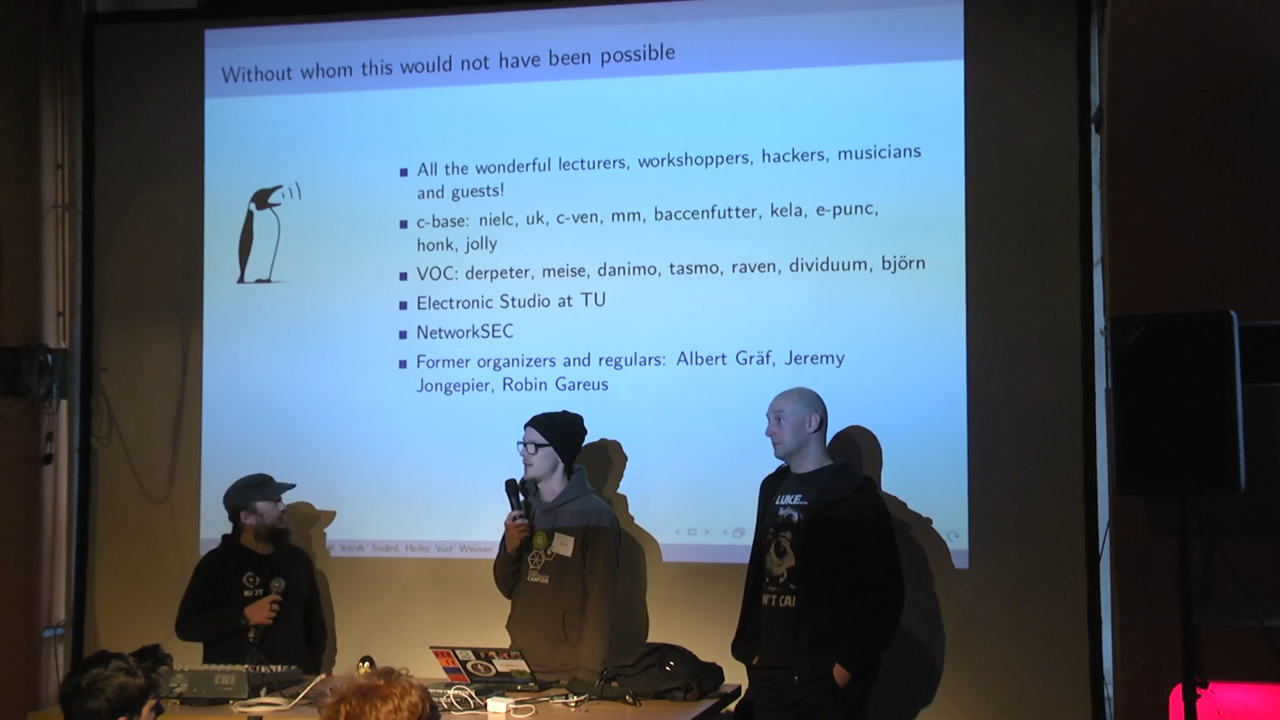 Without whom this would not have been possible
All the wonderful lecturers, workshoppers, hackers, musicians
and guests!
c-base: nielc, uk, c-ven, mm, baccenfutter, kela, e-punc,
honk, jolly
VOC: derpeter, meise, danimo, tasmo, raven, dividuum, björn
Electronic Studio at TU
NetworkSEC
Former organizers and regulars: Albert Gräf, Jeremy
Jongepier, Robin Gareus
Weinen
LUKE...